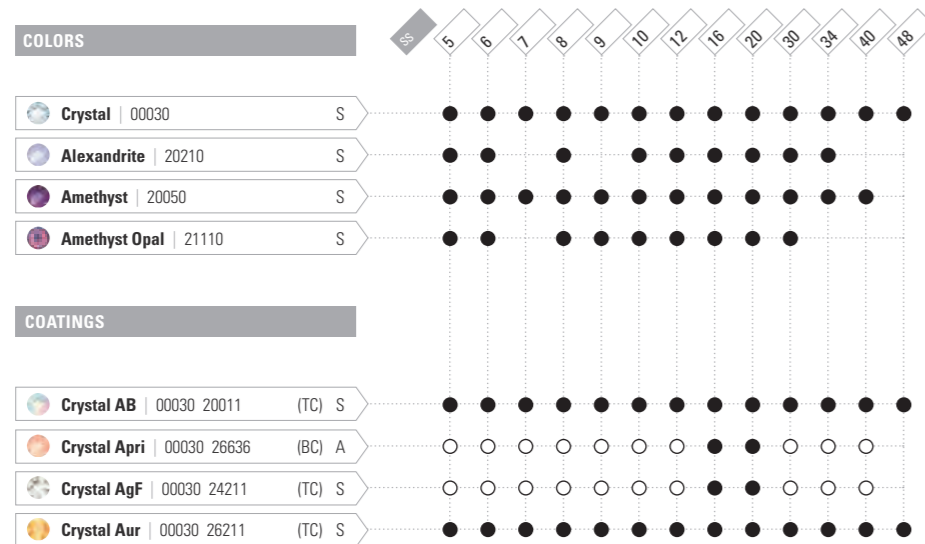 COLORS
SS 5 6 7 8 9 10 12 16 20 30 34 40 48
Crystal | 00030 S
Alexandrite | 20210 S
Amethyst | 20050 S
Amethyst Opal | 21110 S
COATINGS
Crystal AB | 00030 20011 (TC) S
Crystal Apri | 00030 26636 (BC) A
Crystal AgF | 00030 24211 (TC) S
Crystal Aur | 00030 26211 (TC) S